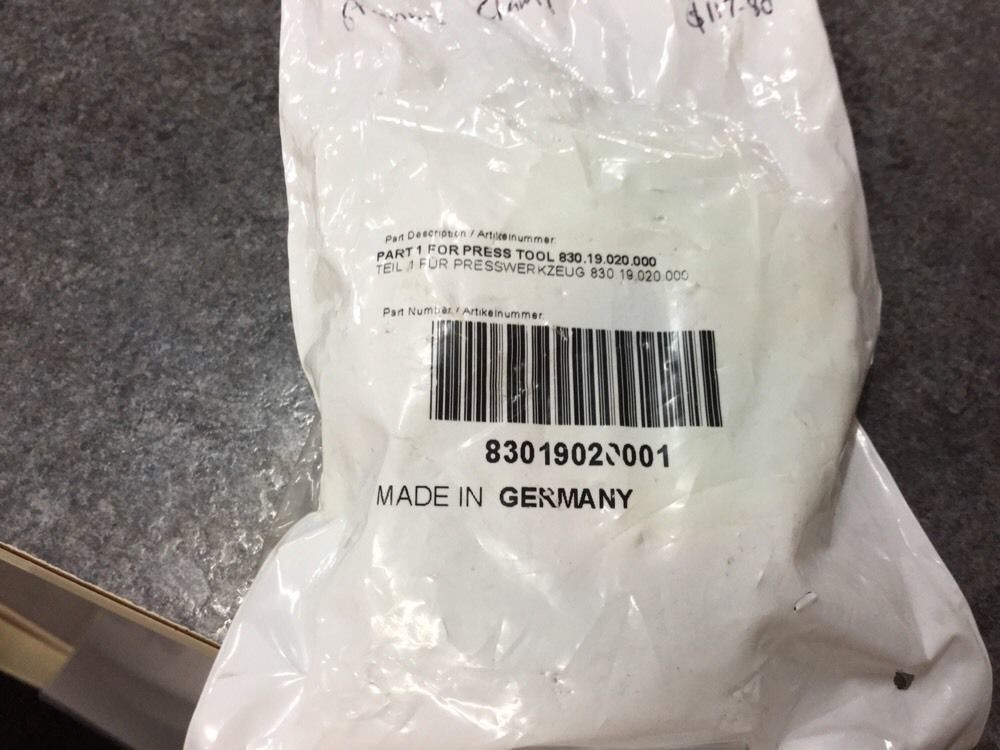 Part Description / Artikelnummer:
PART 1 FOR PRESS TOOL 830.19.020.000
TEIL 1 FÜR PRESSWERKZEUG 830 19.020.000
Part Number / Artikelnummer:
83019020001
MADE IN GERMANY